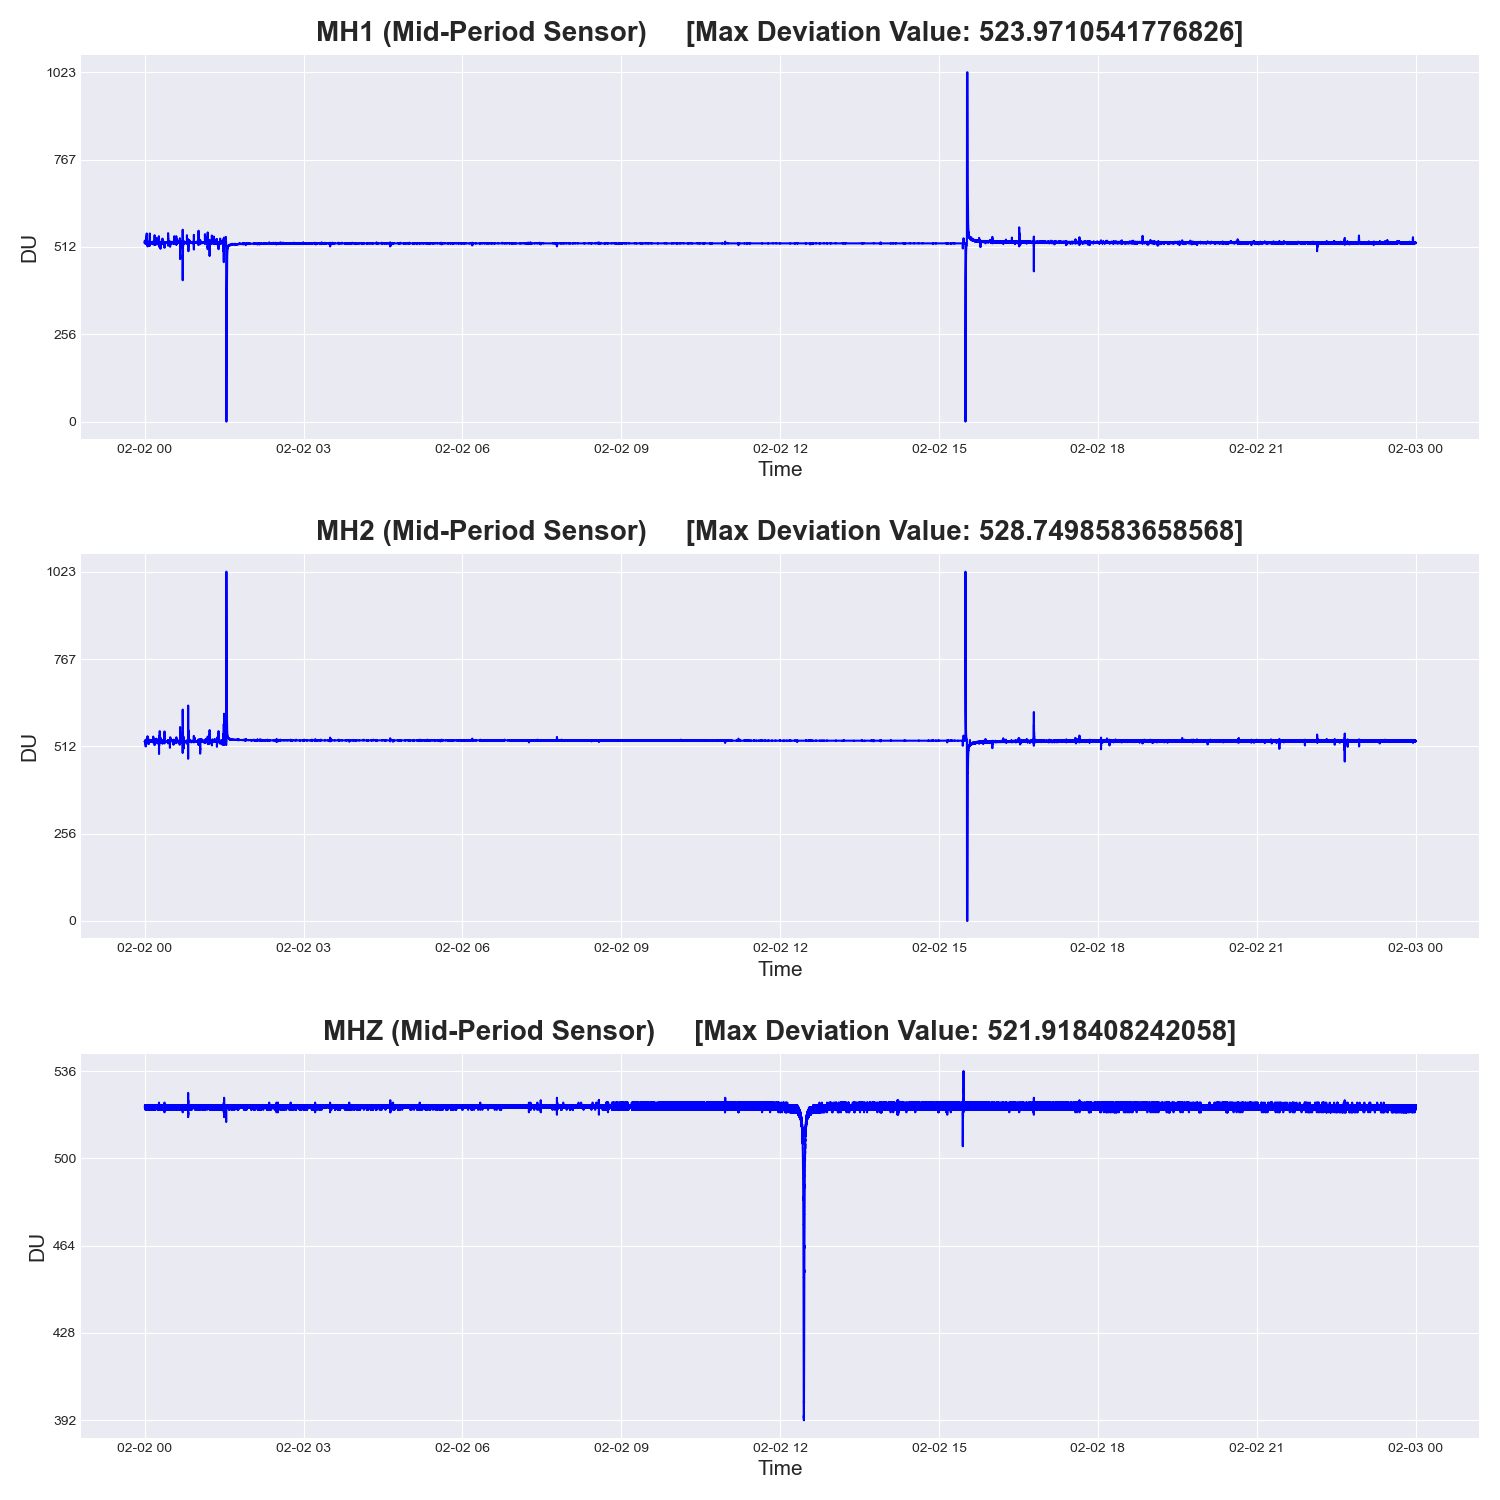 MH1 (Mid-Period Sensor) [Max Deviation Value: 523.9710541776826]
1023
767
512
256
0
DU
02-02 00 02-02 03 02-02 06 02-02 09 02-02 12 02-02 15 02-02 18 02-02 21 02-03 00
Time
MH2 (Mid-Period Sensor) [Max Deviation Value: 528.7498583658568]
1023
767
512
256
0
DU
02-02 00 02-02 03 02-02 06 02-02 09 02-02 12 02-02 15 02-02 18 02-02 21 02-03 00
Time
MHZ (Mid-Period Sensor) [Max Deviation Value: 521.918408242058]
536
500
464
428
392
DU
02-02 00 02-02 03 02-02 06 02-02 09 02-02 12 02-02 15 02-02 18 02-02 21 02-03 00
Time